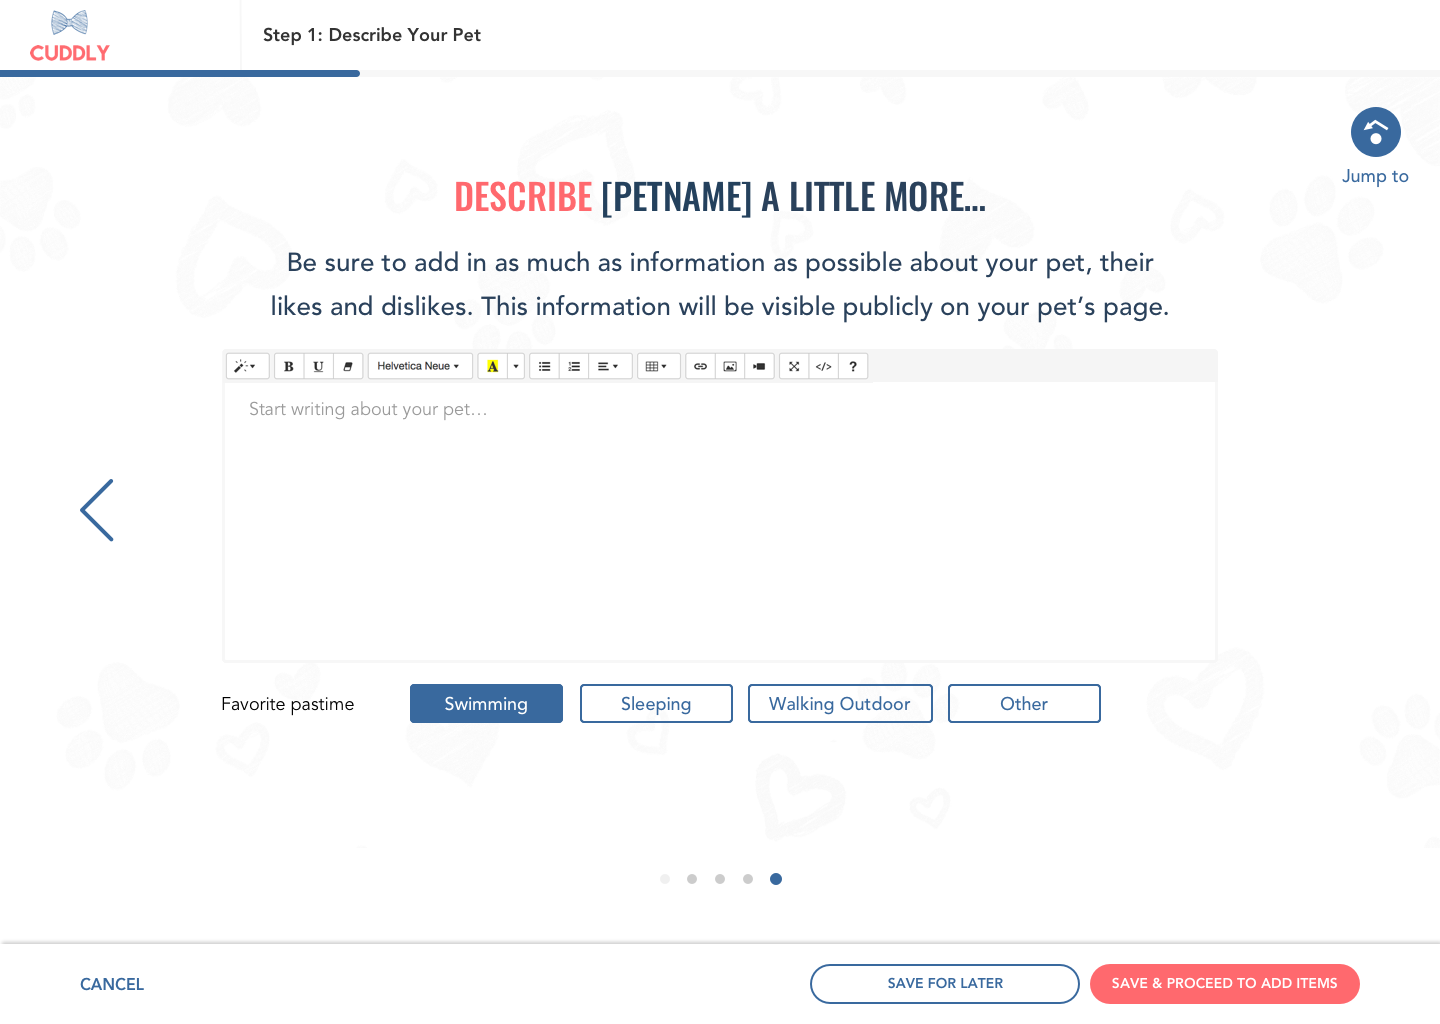 CUDDLY
Step 1: Describe Your Pet
Jump to
DESCRIBE [PETNAME] A LITTLE MORE...
Be sure to add in as much as information as possible about your pet, their
likes and dislikes. This information will be visible publicly on your pet’s page.
B U Helvetica Neue A </> ?
Start writing about your pet…
Favorite pastime Swimming Sleeping Walking Outdoor Other
CANCEL SAVE FOR LATER SAVE & PROCEED TO ADD ITEMS